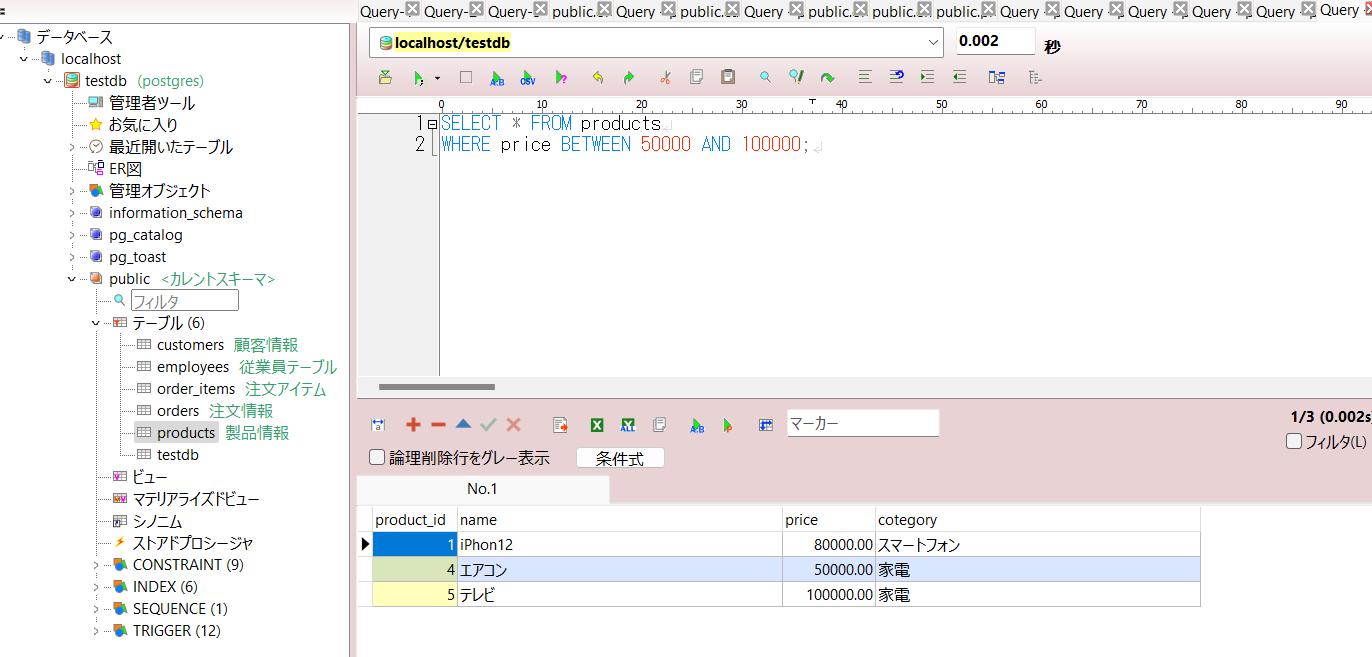 Query- Query-2 Query- public. Query public. Query public. public. public. Query Query Query Query Query Query
データベース
localhost
testdb (postgres)
管理者ツール
お気に入り
最近開いたテーブル
ER図
管理オブジェクト
information_schema
pg_catalog
pg_toast
public <カレントスキーマ>
フィルタ
テーブル (6)
customers 顧客情報
employees 従業員テーブル
order_items 注文アイテム
orders 注文情報
products 製品情報
testdb
ビュー
マテリアライズドビュー
シノニム
ストアドプロシージャ
CONSTRAINT (9)
INDEX (6)
SEQUENCE (1)
TRIGGER (12)
localhost/testdb 0.002 秒
A:B CSV
0 10 20 30 40 50 60 70 80 90
1 SELECT * FROM products
2 WHERE price BETWEEN 50000 AND 100000;
ALL A:B マーカー 1/3 (0.002s
論理削除行をグレー表示 条件式 フィルタ(L)
No.1
product_id name price cotegory
1 iPhon12 80000.00 スマートフォン
4 エアコン 50000.00 家電
5 テレビ 100000.00 家電